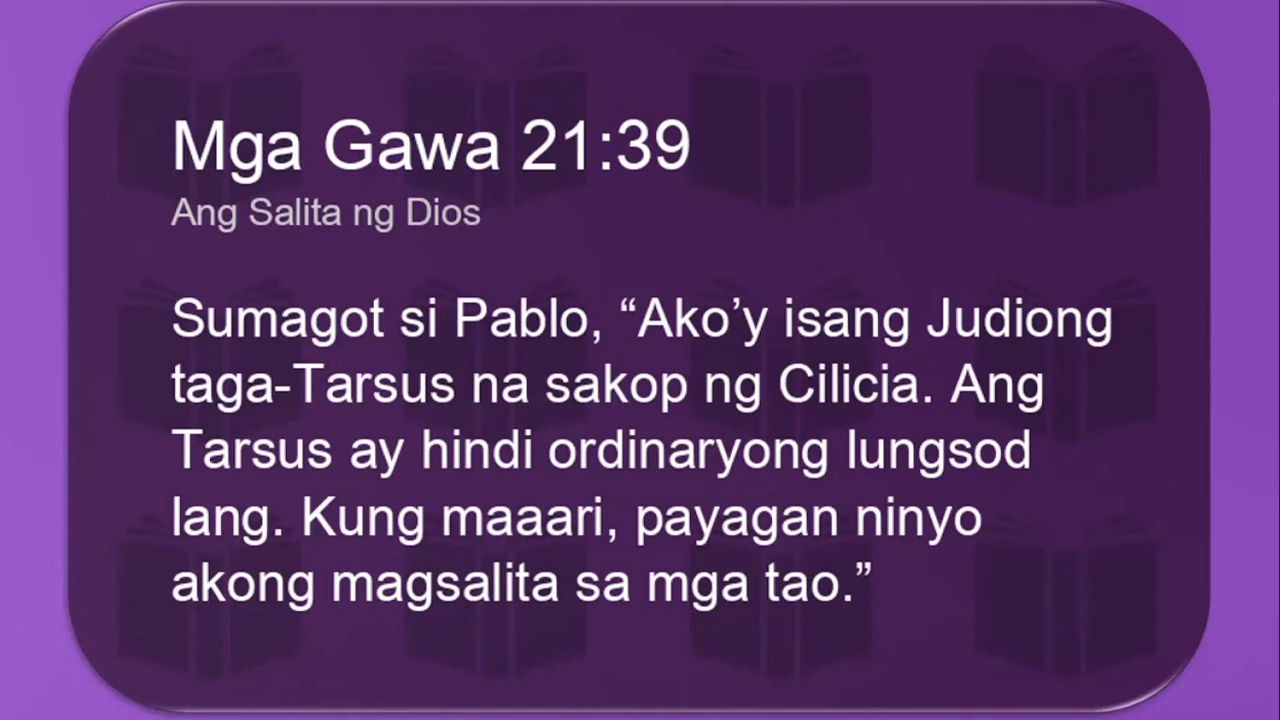 Mga Gawa 21:39
Ang Salita ng Dios
Sumagot si Pablo, “Ako’y isang Judiong
taga-Tarsus na sakop ng Cilicia. Ang
Tarsus ay hindi ordinaryong lungsod
lang. Kung maaari, payagan ninyo
akong magsalita sa mga tao.”